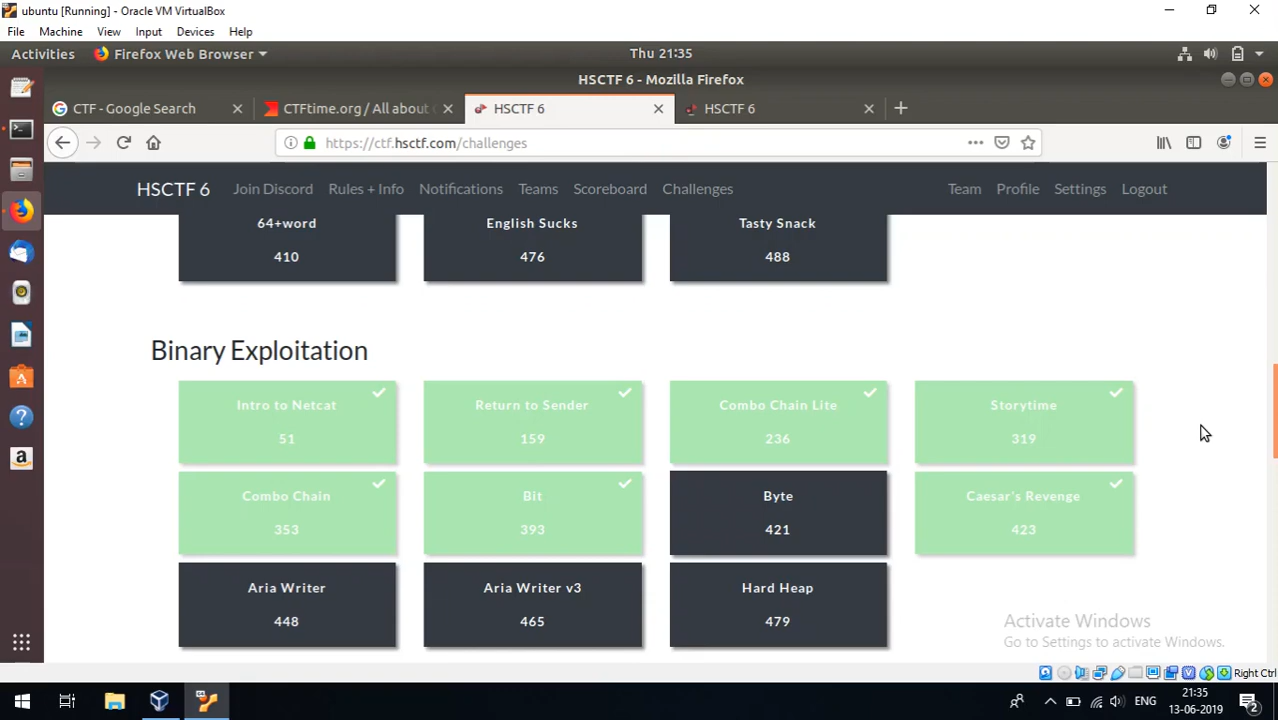 ubuntu [Running] - Oracle VM VirtualBox
File Machine View Input Devices Help
Activities Firefox Web Browser Thu 21:35
HSCTF 6 - Mozilla Firefox
CTF - Google Search CTFtime.org / All about HSCTF 6 HSCTF 6
https://ctf.hsctf.com/challenges
HSCTF 6 Join Discord Rules + Info Notifications Teams Scoreboard Challenges Team Profile Settings Logout
64+word English Sucks Tasty Snack
410 476 488
Binary Exploitation
Intro to Netcat Return to Sender Combo Chain Lite Storytime
51 159 236 319
Combo Chain Bit Byte Caesar's Revenge
353 393 421 423
Aria Writer Aria Writer v3 Hard Heap
448 465 479
Activate Windows
Go to Settings to activate Windows.
Right Ctrl
ENG 21:35
13-06-2019
2